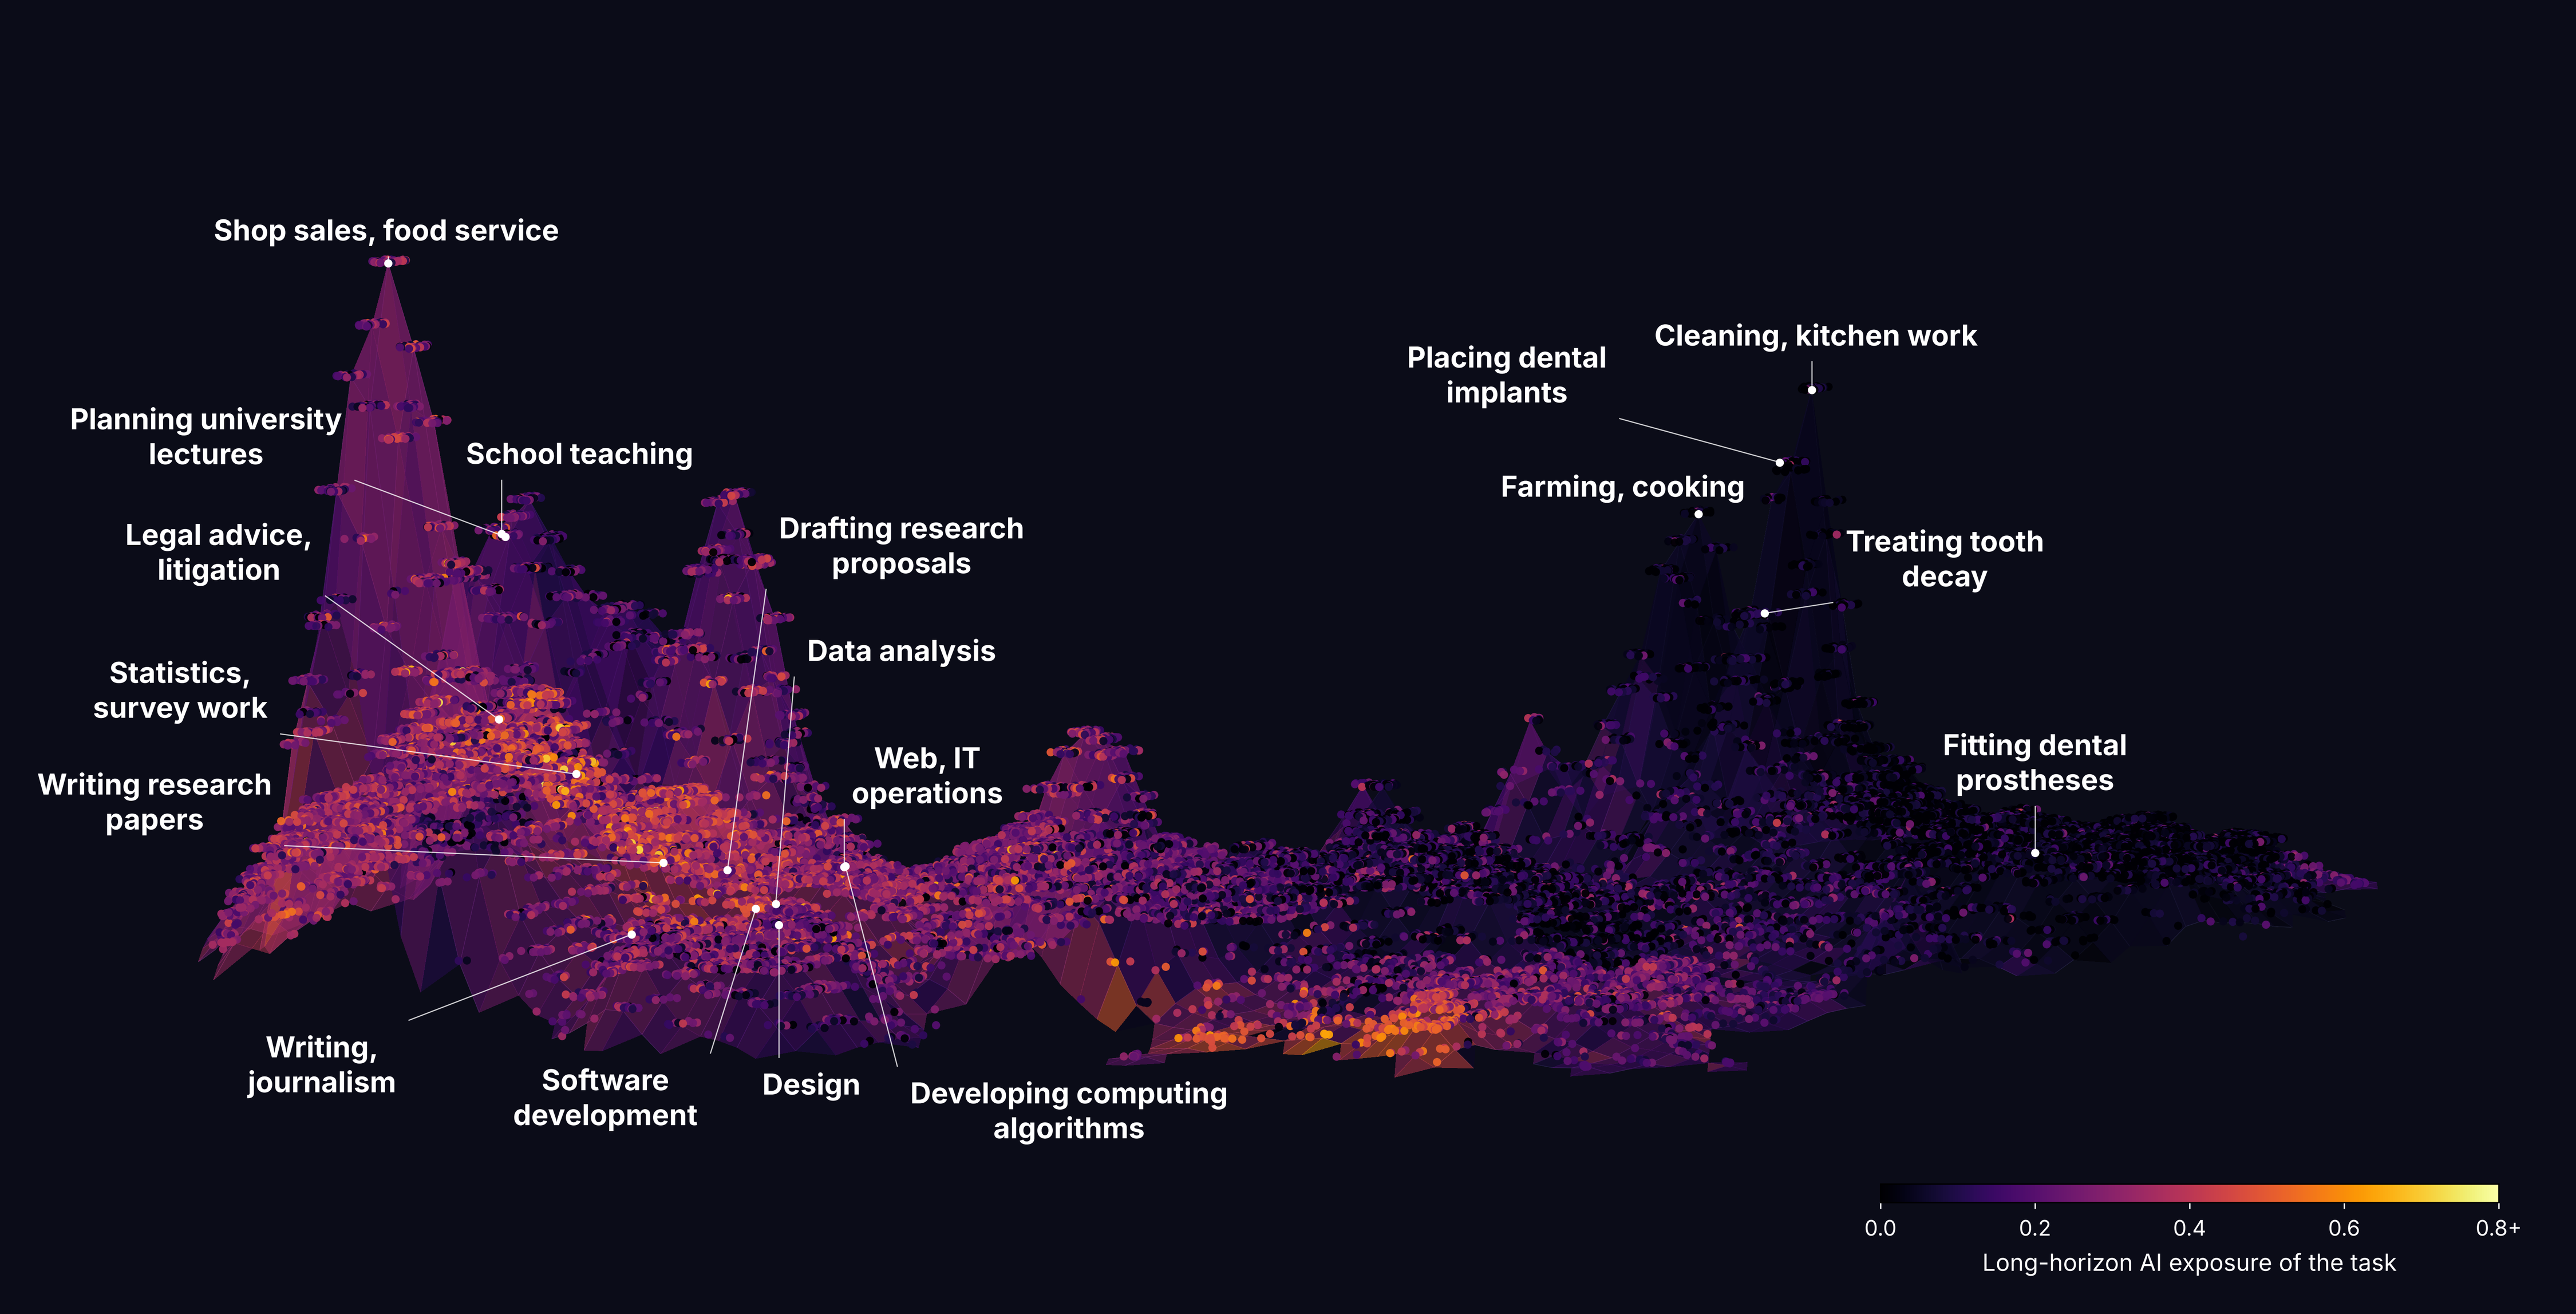 Shop sales, food service
Cleaning, kitchen work
Placing dental
implants
Planning university
lectures
School teaching
Farming, cooking
Legal advice,
litigation
Drafting research
proposals
Treating tooth
decay
Data analysis
Statistics,
survey work
Web, IT
operations
Fitting dental
prostheses
Writing research
papers
Writing,
journalism
Software
development
Design
Developing computing
algorithms
0.0
0.2
0.4
0.6
0.8+
Long-horizon AI exposure of the task